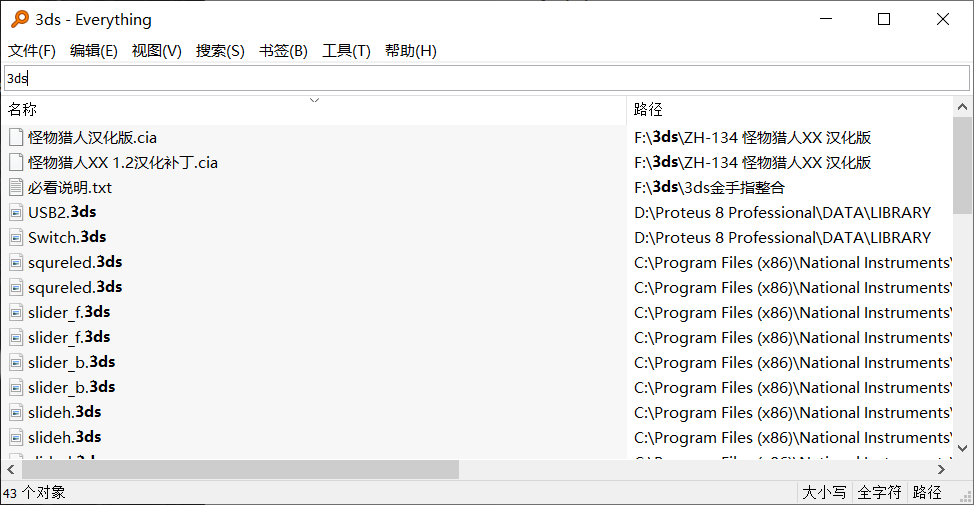 3ds - Everything
文件(F) 编辑(E) 视图(V) 搜索(S) 书签(B) 工具(T) 帮助(H)
3ds
名称 路径
怪物猎人汉化版.cia F:\3ds\ZH-134 怪物猎人XX 汉化版
怪物猎人XX 1.2汉化补丁.cia F:\3ds\ZH-134 怪物猎人XX 汉化版
必看说明.txt F:\3ds\3ds金手指整合
USB2.3ds D:\Proteus 8 Professional\DATA\LIBRARY
Switch.3ds D:\Proteus 8 Professional\DATA\LIBRARY
squreled.3ds C:\Program Files (x86)\National Instruments\
squreled.3ds C:\Program Files (x86)\National Instruments\
slider_f.3ds C:\Program Files (x86)\National Instruments\
slider_f.3ds C:\Program Files (x86)\National Instruments\
slider_b.3ds C:\Program Files (x86)\National Instruments\
slider_b.3ds C:\Program Files (x86)\National Instruments\
slideh.3ds C:\Program Files (x86)\National Instruments\
slideh.3ds C:\Program Files (x86)\National Instruments\
43 个对象 大小写 全字符 路径